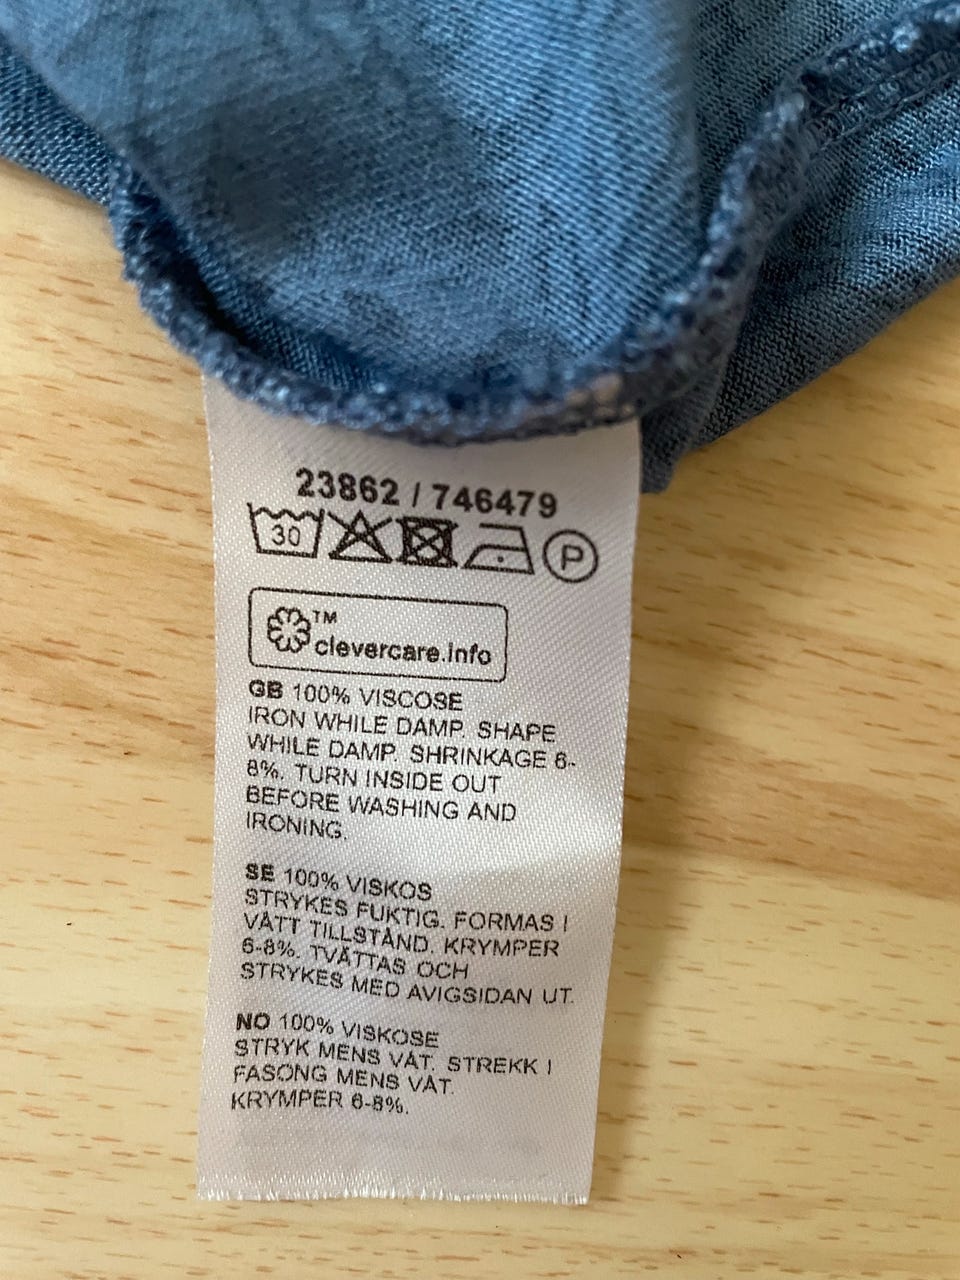 23862 / 746479
30 P
TM
clevercare.info
GB 100% VISCOSE
IRON WHILE DAMP. SHAPE
WHILE DAMP. SHRINKAGE 6-
8%. TURN INSIDE OUT
BEFORE WASHING AND
IRONING.
SE 100% VISKOS
STRYKES FUKTIG. FORMAS I
VÅTT TILLSTÅND. KRYMPER
6-8%. TVÄTTAS OCH
STRYKES MED AVIGSIDAN UT.
NO 100% VISKOSE
STRYK MENS VÅT. STREKK I
FASONG MENS VÅT.
KRYMPER 6-8%.